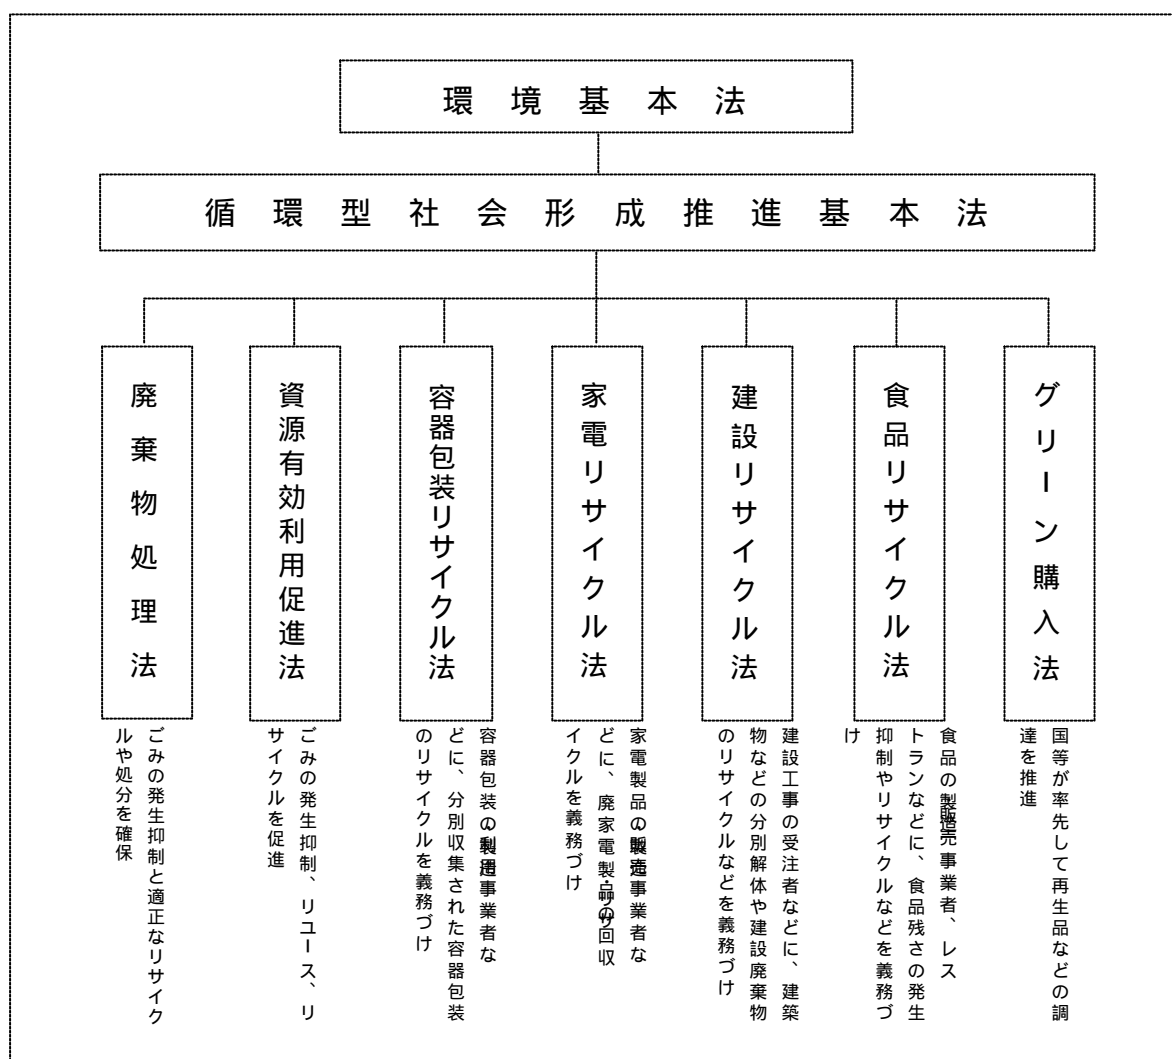 環境基本法
循環型社会形成推進基本法
廃棄物処理法
資源有効利用促進法
容器包装リサイクル法
家電リサイクル法
建設リサイクル法
食品リサイクル法
グリーン購入法
ごみの発生抑制と適正なリサイク
ルや処分を確保
ごみの発生抑制、リユース、リ
サイクルを促進
容器包装の事業者な
どに、分別収集された容器包装
のリサイクルを義務づけ
家電製品の事業者な
どに、廃家電製品の回収
イクルを義務づけ
建設工事の受注者などに、建築
物などの分別解体や建設廃棄物
のリサイクルなどを義務づけ
食品の事業者、レス
トランなどに、食品残さの発生
抑制やリサイクルなどを義務づ
け
国等が率先して再生品などの調
達を推進